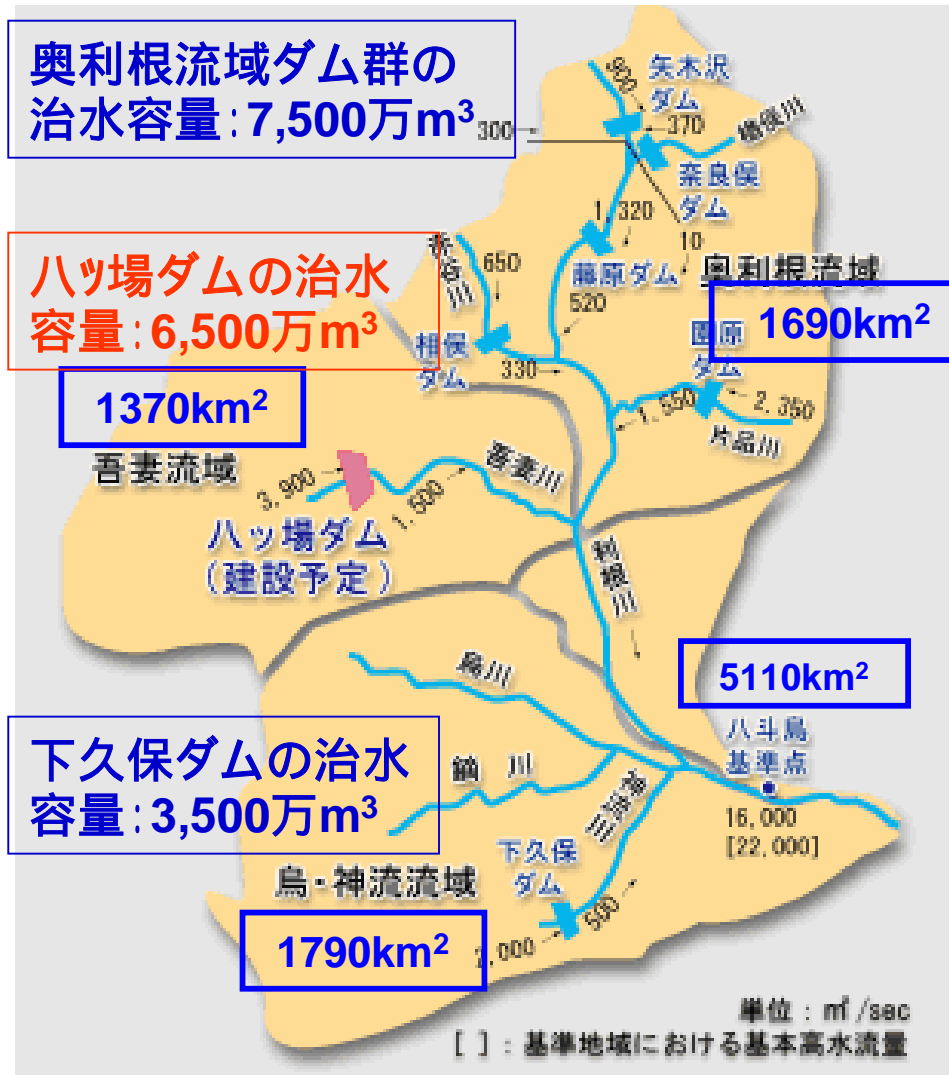 奥利根流域ダム群の
治水容量:7,500万m³
矢木沢
ダム
900
300
370
楢俣川
奈良俣
ダム
1,320
10
藤原ダム
奥利根流域
520
1690km²
八ッ場ダムの治水
容量:6,500万m³
赤谷川
650
相俣
ダム
330
園原
ダム
1,550
2,350
片品川
1370km²
吾妻流域
3,900
1,500
吾妻川
八ッ場ダム
(建設予定)
利根川
5110km²
烏川
八斗島
基準点
下久保ダムの治水
容量:3,500万m³
鏑川
神流川
16,000
[22,000]
下久保
ダム
烏・神流流域
500
2,000
1790km²
単位:㎥/sec
[ ]:基準地域における基本高水流量